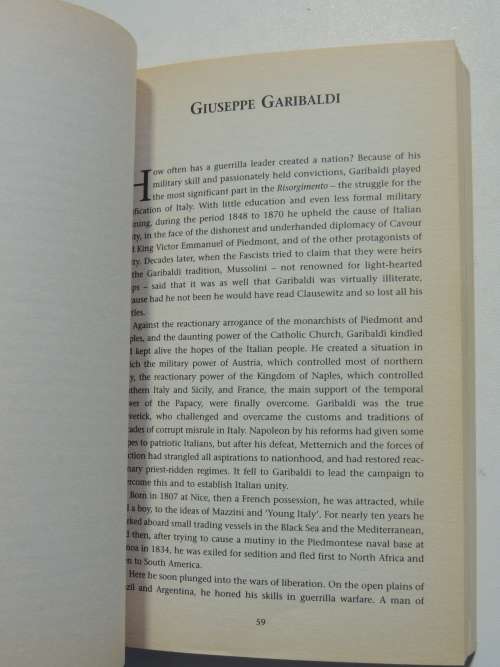 GIUSEPPE GARIBALDI
How often has a guerrilla leader created a nation? Because of his
military skill and passionately held convictions, Garibaldi played
the most significant part in the Risorgimento – the struggle for the
ification of Italy. With little education and even less formal military
ning, during the period 1848 to 1870 he upheld the cause of Italian
ty, in the face of the dishonest and underhanded diplomacy of Cavour
King Victor Emmanuel of Piedmont, and of the other protagonists of
ty. Decades later, when the Fascists tried to claim that they were heirs
the Garibaldi tradition, Mussolini – not renowned for light-hearted
ps – said that it was as well that Garibaldi was virtually illiterate,
ause had he not been he would have read Clausewitz and so lost all his
tles.
Against the reactionary arrogance of the monarchists of Piedmont and
ples, and the daunting power of the Catholic Church, Garibaldi kindled
kept alive the hopes of the Italian people. He created a situation in
ich the military power of Austria, which controlled most of northern
y, the reactionary power of the Kingdom of Naples, which controlled
thern Italy and Sicily, and France, the main support of the temporal
wer of the Papacy, were finally overcome. Garibaldi was the true
verick, who challenged and overcame the customs and traditions of
ades of corrupt misrule in Italy. Napoleon by his reforms had given some
pes to patriotic Italians, but after his defeat, Metternich and the forces of
ction had strangled all aspirations to nationhood, and had restored reac-
nary priest-ridden regimes. It fell to Garibaldi to lead the campaign to
ercome this and to establish Italian unity.
Born in 1807 at Nice, then a French possession, he was attracted, while
a boy, to the ideas of Mazzini and 'Young Italy'. For nearly ten years he
rked aboard small trading vessels in the Black Sea and the Mediterranean,
d then, after trying to cause a mutiny in the Piedmontese naval base at
noa in 1834, he was exiled for sedition and fled first to North Africa and
en to South America.
Here he soon plunged into the wars of liberation. On the open plains of
zil and Argentina, he honed his skills in guerrilla warfare. A man of
59